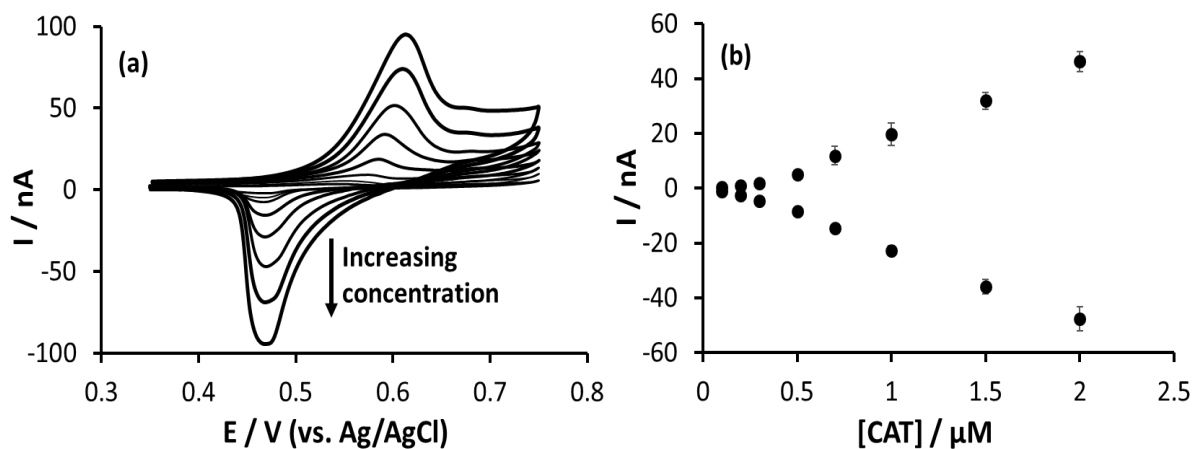 (a)
I / nA
100
50
0
-50
-100
0.3 0.4 0.5 0.6 0.7 0.8
E / V (vs. Ag/AgCl)
Increasing
concentration
(b)
I / nA
60
40
20
0
-20
-40
-60
0 0.5 1 1.5 2 2.5
[CAT] / μM